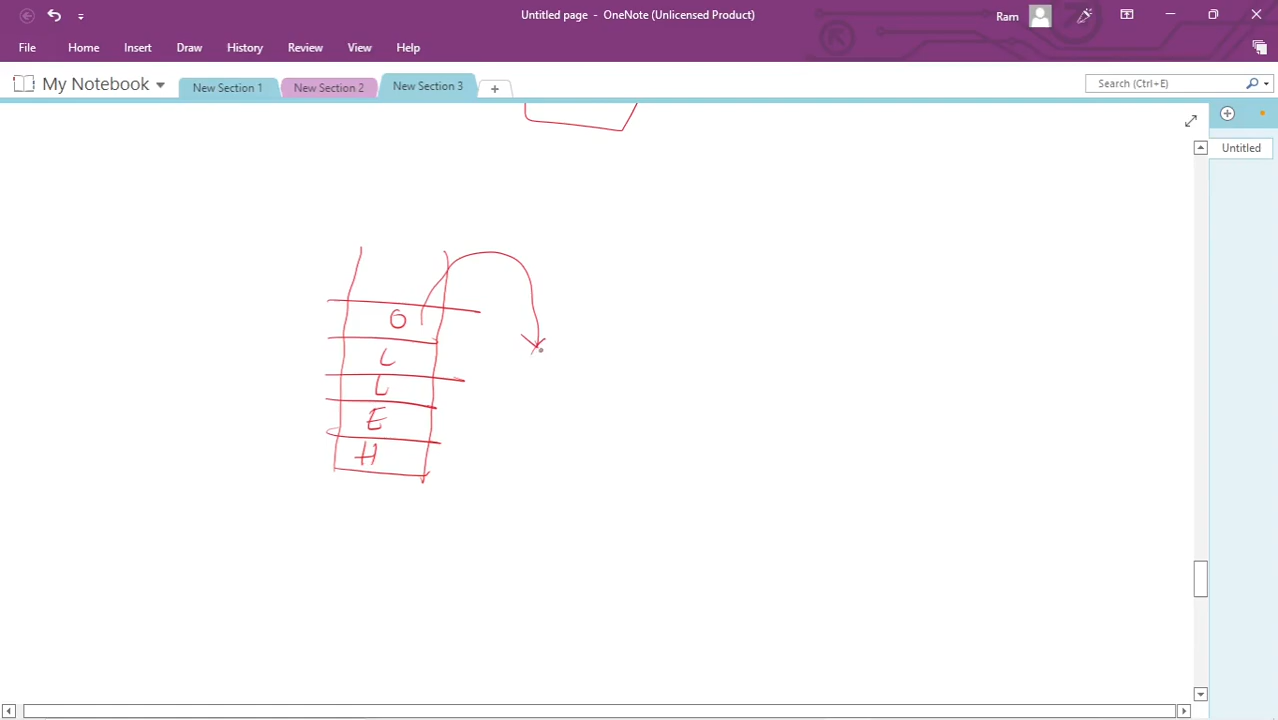 Untitled page - OneNote (Unlicensed Product)
Ram
File Home Insert Draw History Review View Help
My Notebook New Section 1 New Section 2 New Section 3 + Search (Ctrl+E)
Untitled
O
L
L
E
H